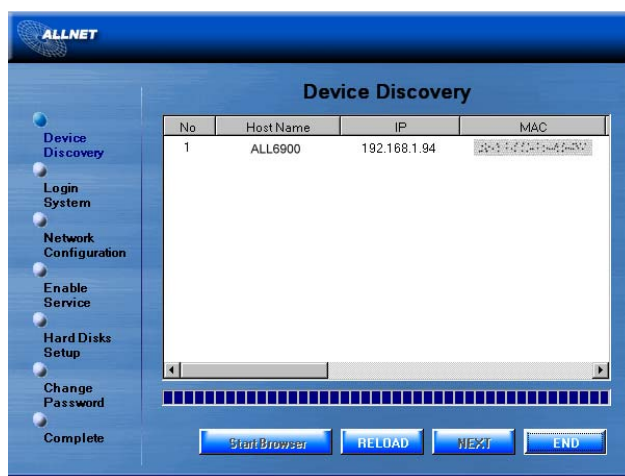 ALLNET
Device Discovery
Device
Discovery
Login
System
Network
Configuration
Enable
Service
Hard Disks
Setup
Change
Password
Complete
No Host Name IP MAC
1 ALL6900 192.168.1.94
Start Browser RELOAD NEXT END